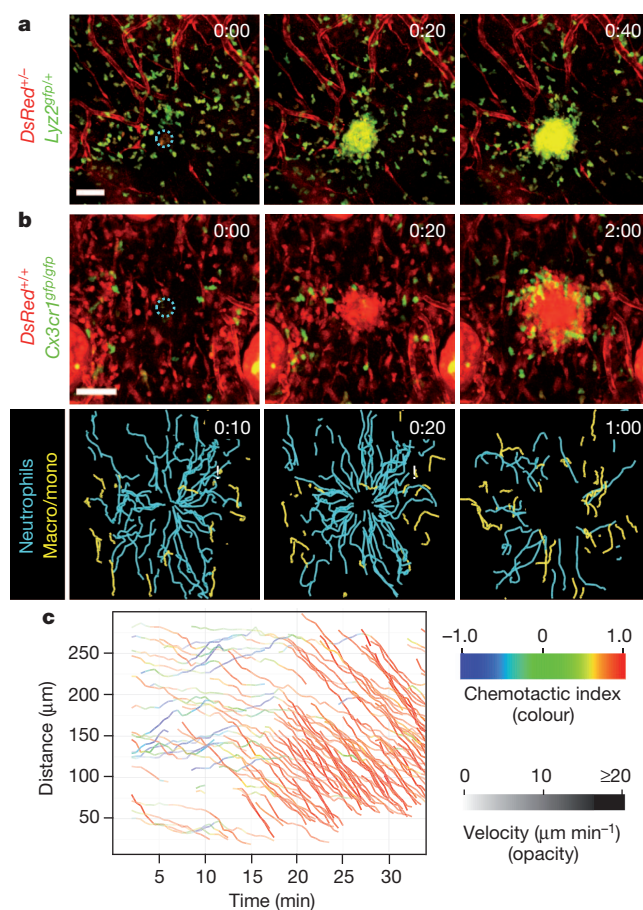 a
DsRed+/−
Lyz2gfp/+
0:00
0:20
0:40
b
DsRed+/+
Cx3cr1gfp/gfp
0:00
0:20
2:00
Neutrophils
Macro/mono
0:10
0:20
1:00
c
Distance (μm)
250
200
150
100
50
5
10
15
20
25
30
Time (min)
−1.0
0
1.0
Chemotactic index
(colour)
0
10
≥20
Velocity (μm min−1)
(opacity)